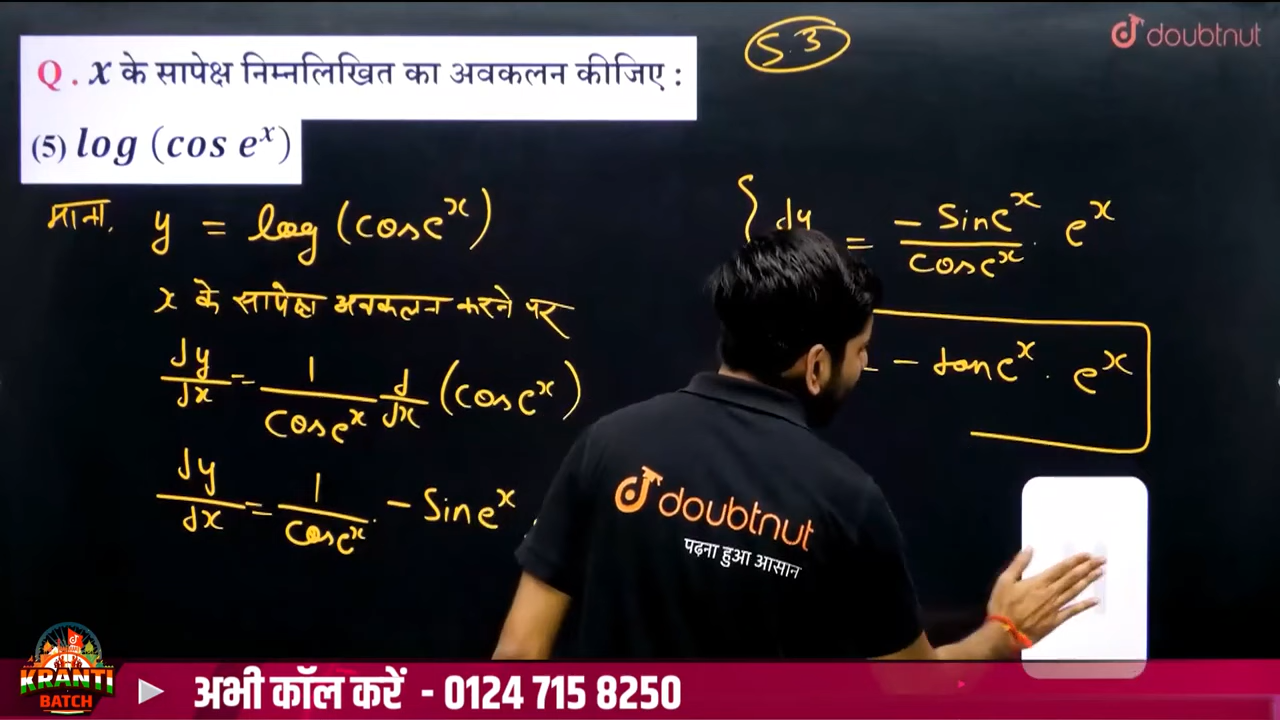 5.3
doubtnut
Q. x के सापेक्ष निम्नलिखित का अवकलन कीजिए :
(5) log (cos eˣ)
माना, y = log (cos eˣ)
x के सापेक्ष अवकलन करने पर
dy/dx = 1/cos eˣ d/dx (cos eˣ)
dy/dx = 1/cos eˣ . - Sin eˣ .
{ dy = - Sin eˣ/cos eˣ . eˣ
= - tan eˣ . eˣ
doubtnut
पढ़ना हुआ आसान
KRANTI
BATCH
अभी कॉल करें - 0124 715 8250